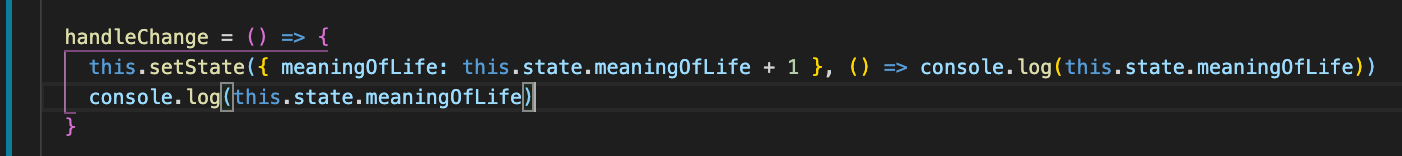 handleChange = () => {
this.setState({ meaningOfLife: this.state.meaningOfLife + 1 }, () => console.log(this.state.meaningOfLife))
console.log(this.state.meaningOfLife)
}